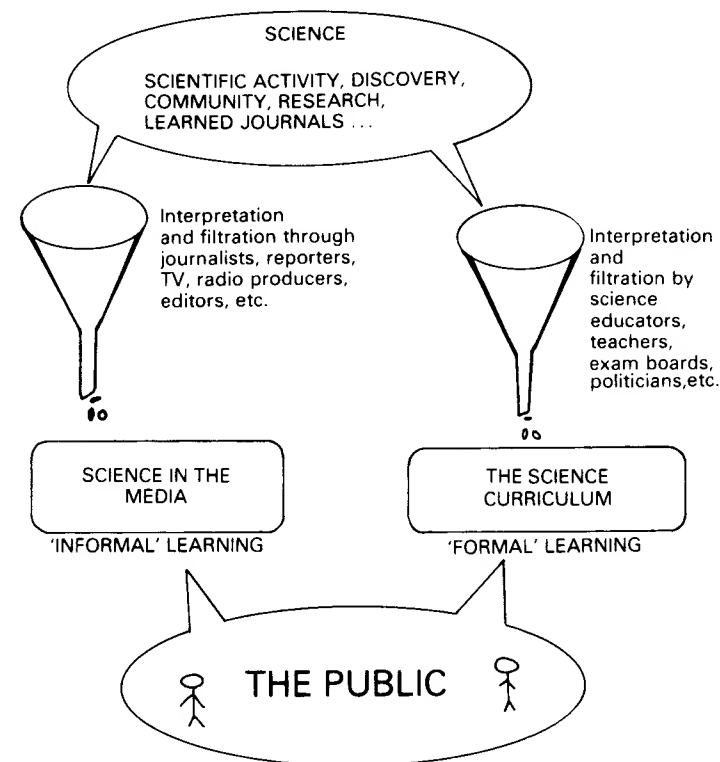 SCIENCE
SCIENTIFIC ACTIVITY, DISCOVERY,
COMMUNITY, RESEARCH,
LEARNED JOURNALS ...
Interpretation
and filtration through
journalists, reporters,
TV, radio producers,
editors, etc.
Interpretation
and
filtration by
science
educators,
teachers,
exam boards,
politicians,etc.
SCIENCE IN THE
MEDIA
'INFORMAL' LEARNING
THE SCIENCE
CURRICULUM
'FORMAL' LEARNING
THE PUBLIC